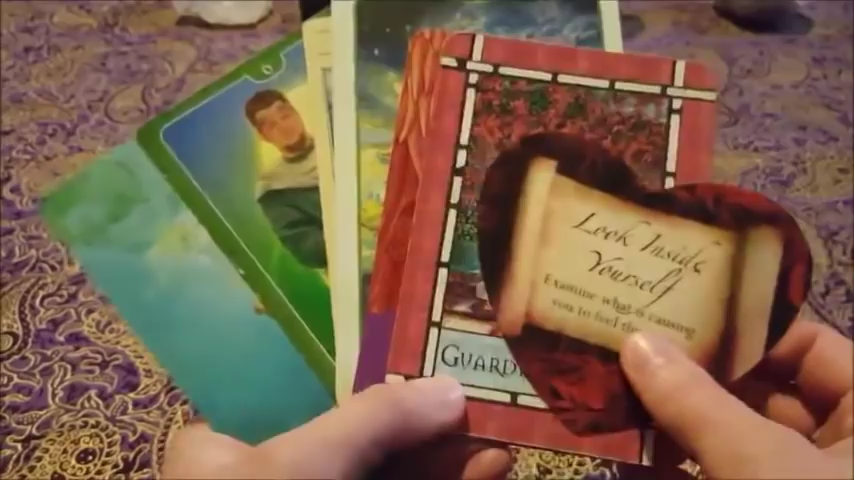 Look Inside
Yourself
Examine what is causing
you to feel
GUARD